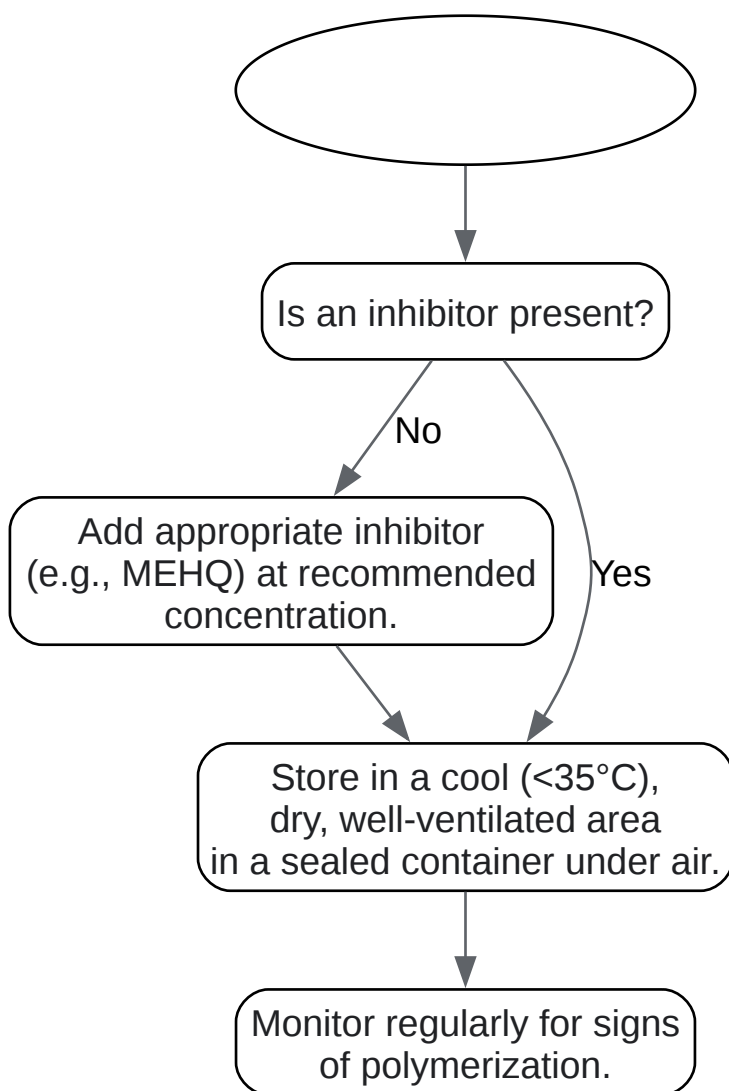 Is an inhibitor present?
No
Add appropriate inhibitor
(e.g., MEHQ) at recommended
concentration.
Yes
Store in a cool (<35°C),
dry, well-ventilated area
in a sealed container under air.
Monitor regularly for signs
of polymerization.